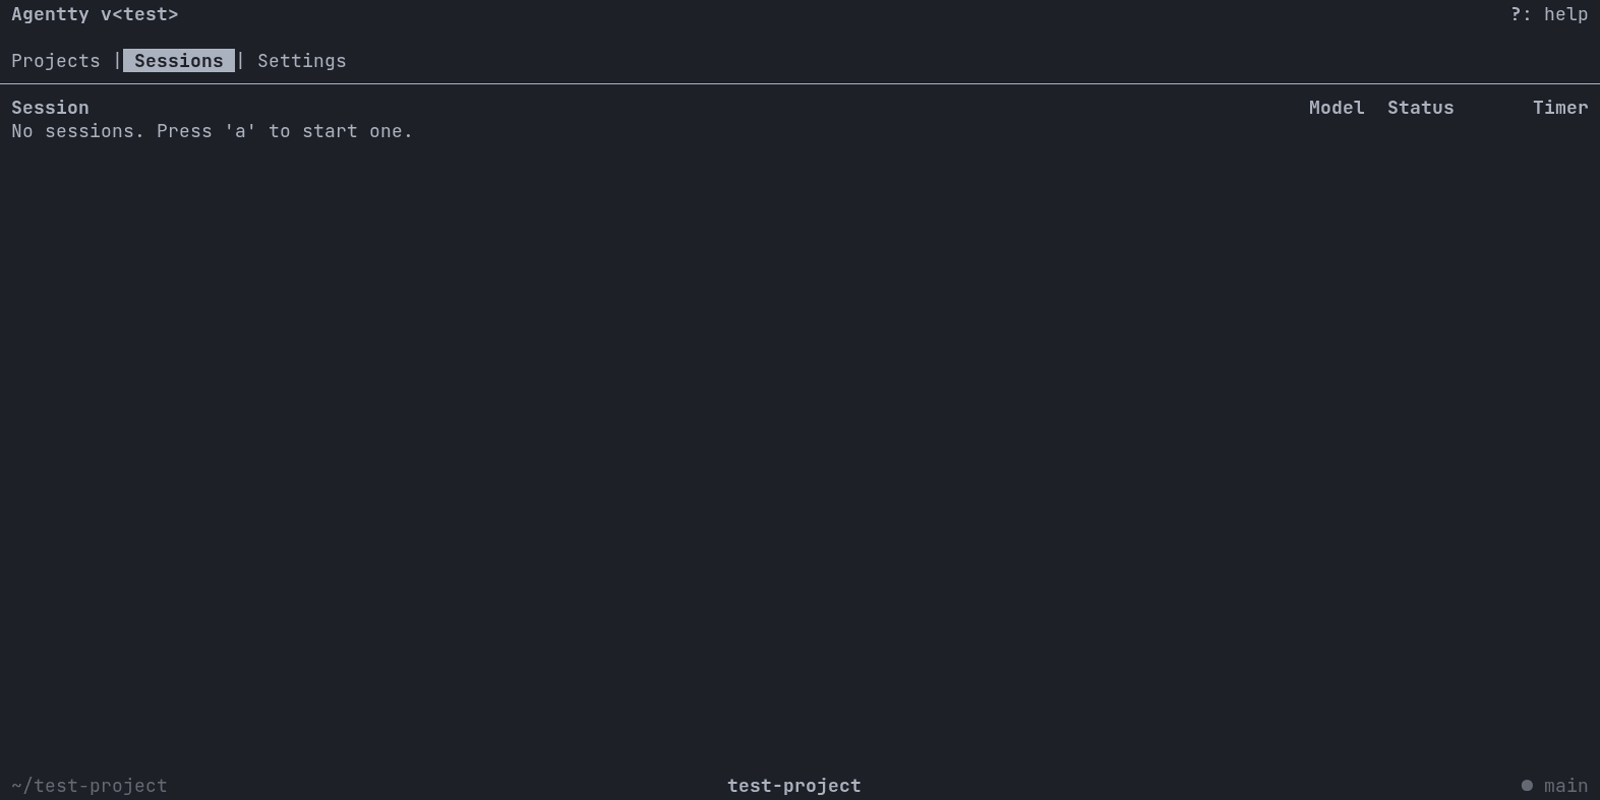 Agentty v<test> ?: help
Projects | Sessions | Settings
Session Model Status Timer
No sessions. Press 'a' to start one.
~/test-project test-project ● main